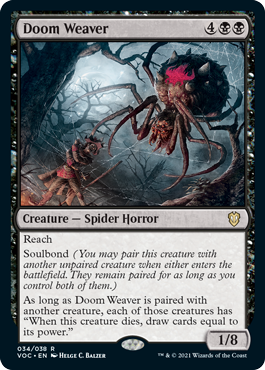 Doom Weaver 4
Creature — Spider Horror
Reach
Soulbond (You may pair this creature with
another unpaired creature when either enters the
battlefield. They remain paired for as long as you
control both of them.)
As long as Doom Weaver is paired with
another creature, each of those creatures has
“When this creature dies, draw cards equal
to its power.”
1/8
034/038 R
VOC • EN Helge C. Balzer
™ & © 2021 Wizards of the Coast